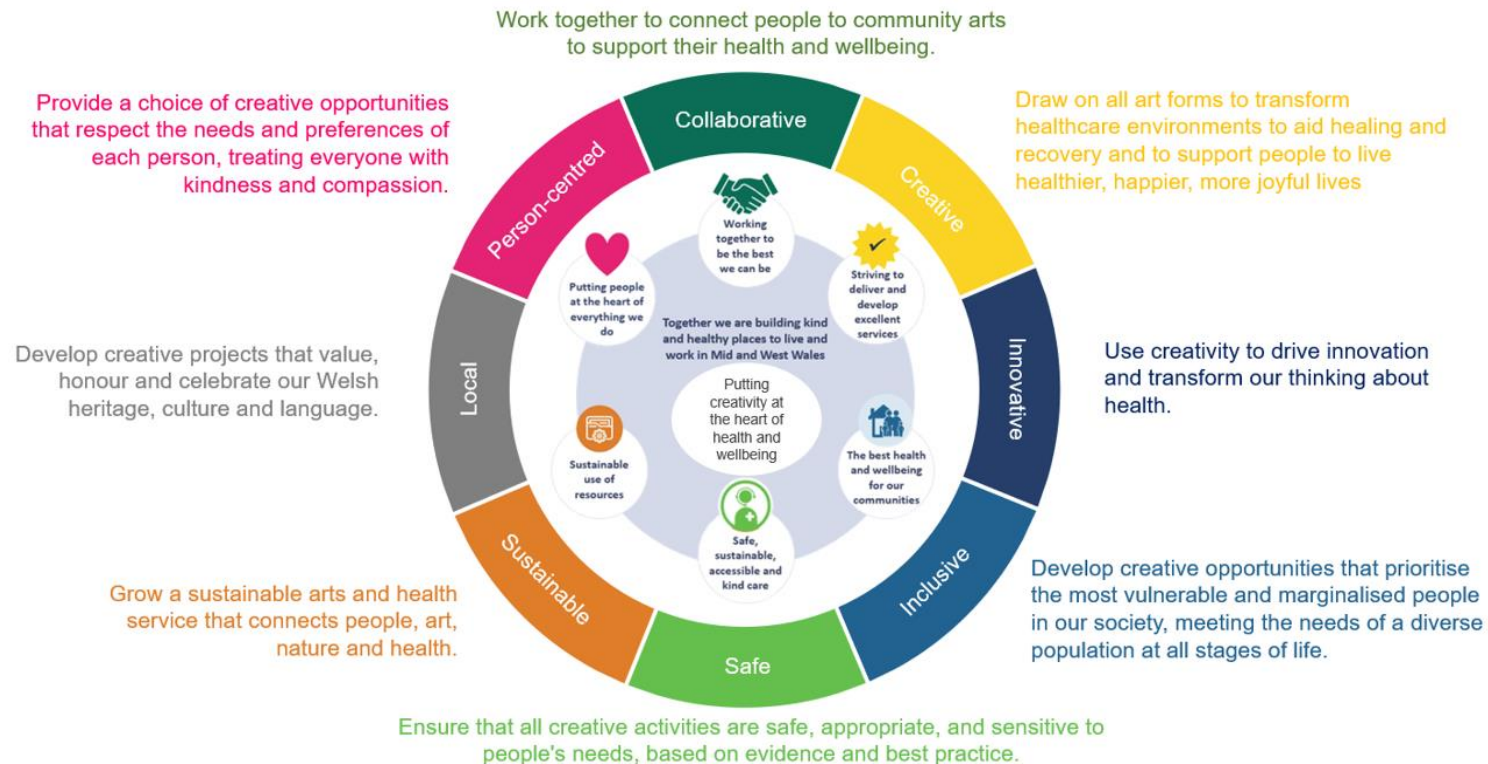 Work together to connect people to community arts
to support their health and wellbeing.
Provide a choice of creative opportunities
that respect the needs and preferences of
each person, treating everyone with
kindness and compassion.
Draw on all art forms to transform
healthcare environments to aid healing and
recovery and to support people to live
healthier, happier, more joyful lives
Develop creative projects that value,
honour and celebrate our Welsh
heritage, culture and language.
Use creativity to drive innovation
and transform our thinking about
health.
Grow a sustainable arts and health
service that connects people, art,
nature and health.
Develop creative opportunities that prioritise
the most vulnerable and marginalised people
in our society, meeting the needs of a diverse
population at all stages of life.
Ensure that all creative activities are safe, appropriate, and sensitive to
people's needs, based on evidence and best practice.
Collaborative
Creative
Innovative
Inclusive
Safe
Sustainable
Local
Person-centred
Working
together to
be the best
we can be
Striving to
deliver and
develop
excellent
services
The best health
and wellbeing
for our
communities
Safe,
sustainable,
accessible and
kind care
Sustainable
use of
resources
Putting people
at the heart of
everything we
do
Together we are building kind
and healthy places to live and
work in Mid and West Wales
Putting
creativity at
the heart of
health and
wellbeing